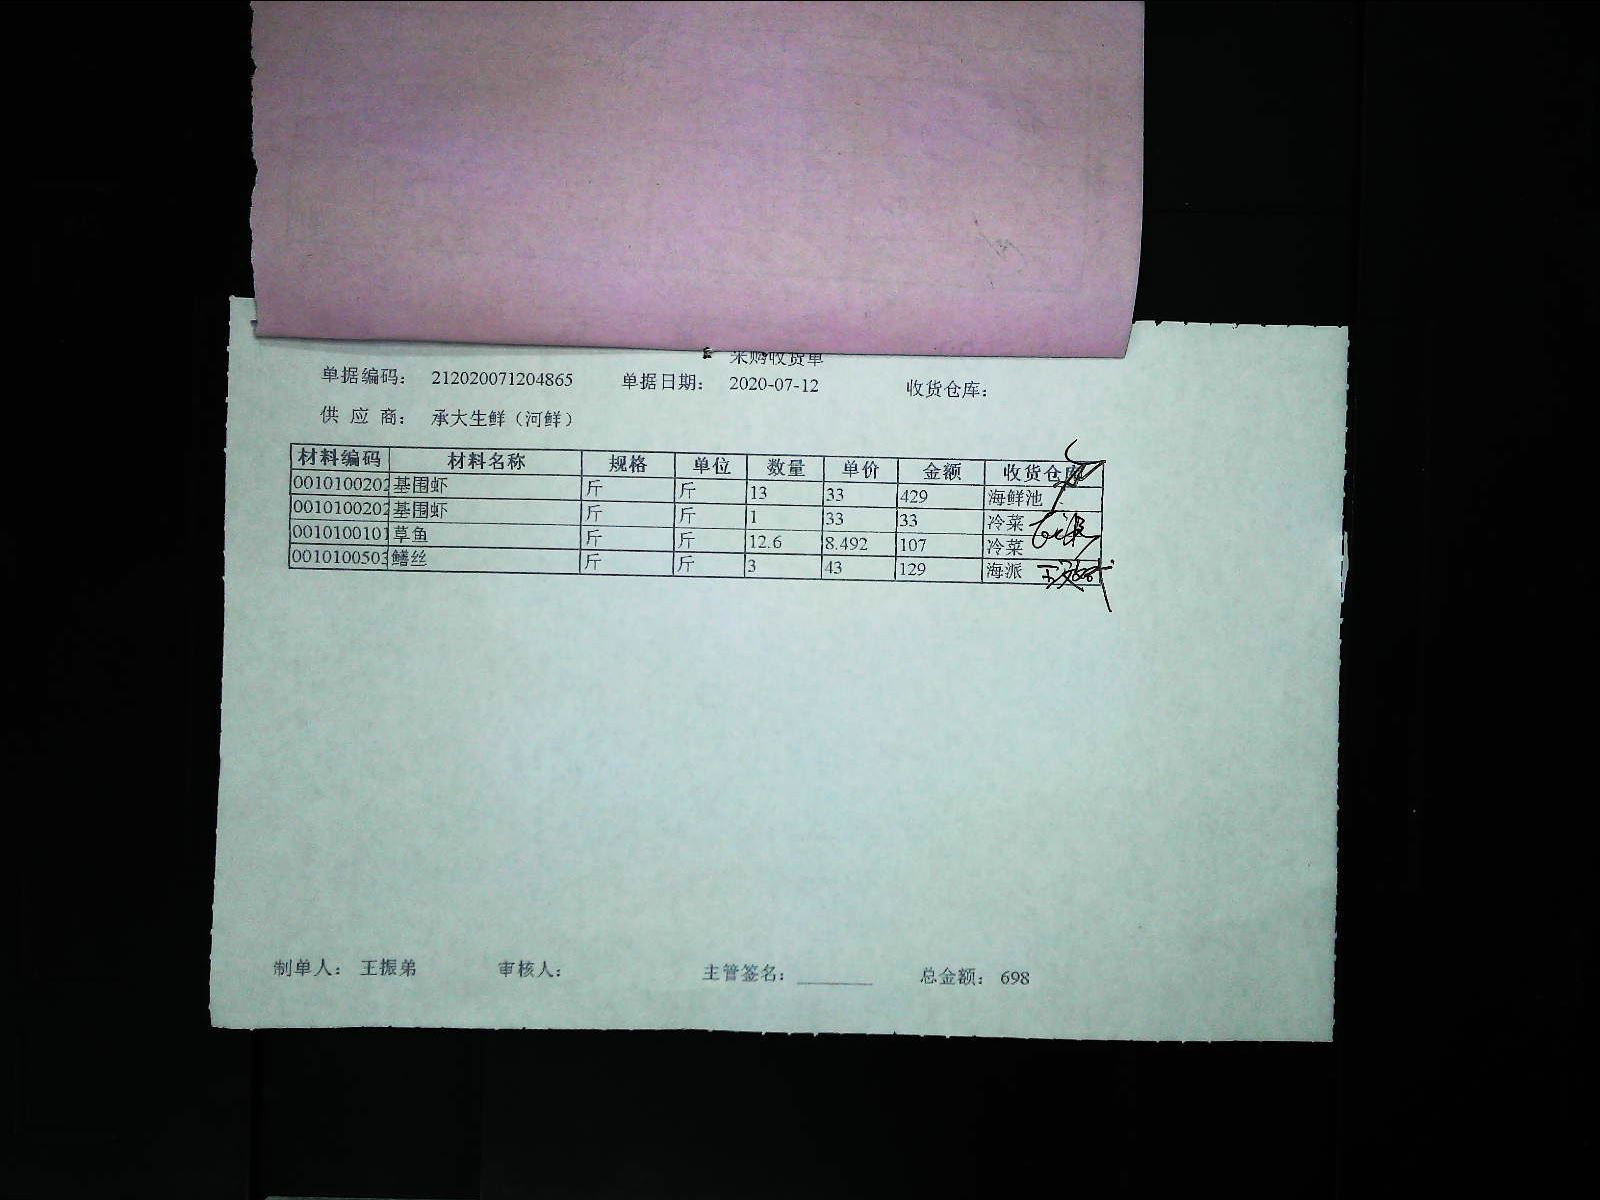 采购收货单
单据编码： 212020071204865 单据日期： 2020-07-12 收货仓库：
供 应 商： 承大生鲜（河鲜）
材料编码 材料名称 规格 单位 数量 单价 金额 收货仓库
0010100202 基围虾 斤 斤 13 33 429 海鲜池
0010100202 基围虾 斤 斤 1 33 33 冷菜
0010100101 草鱼 斤 斤 12.6 8.492 107 冷菜
0010100503 鳝丝 斤 斤 3 43 129 海派
制单人： 王振弟 审核人： 主管签名： 总金额： 698